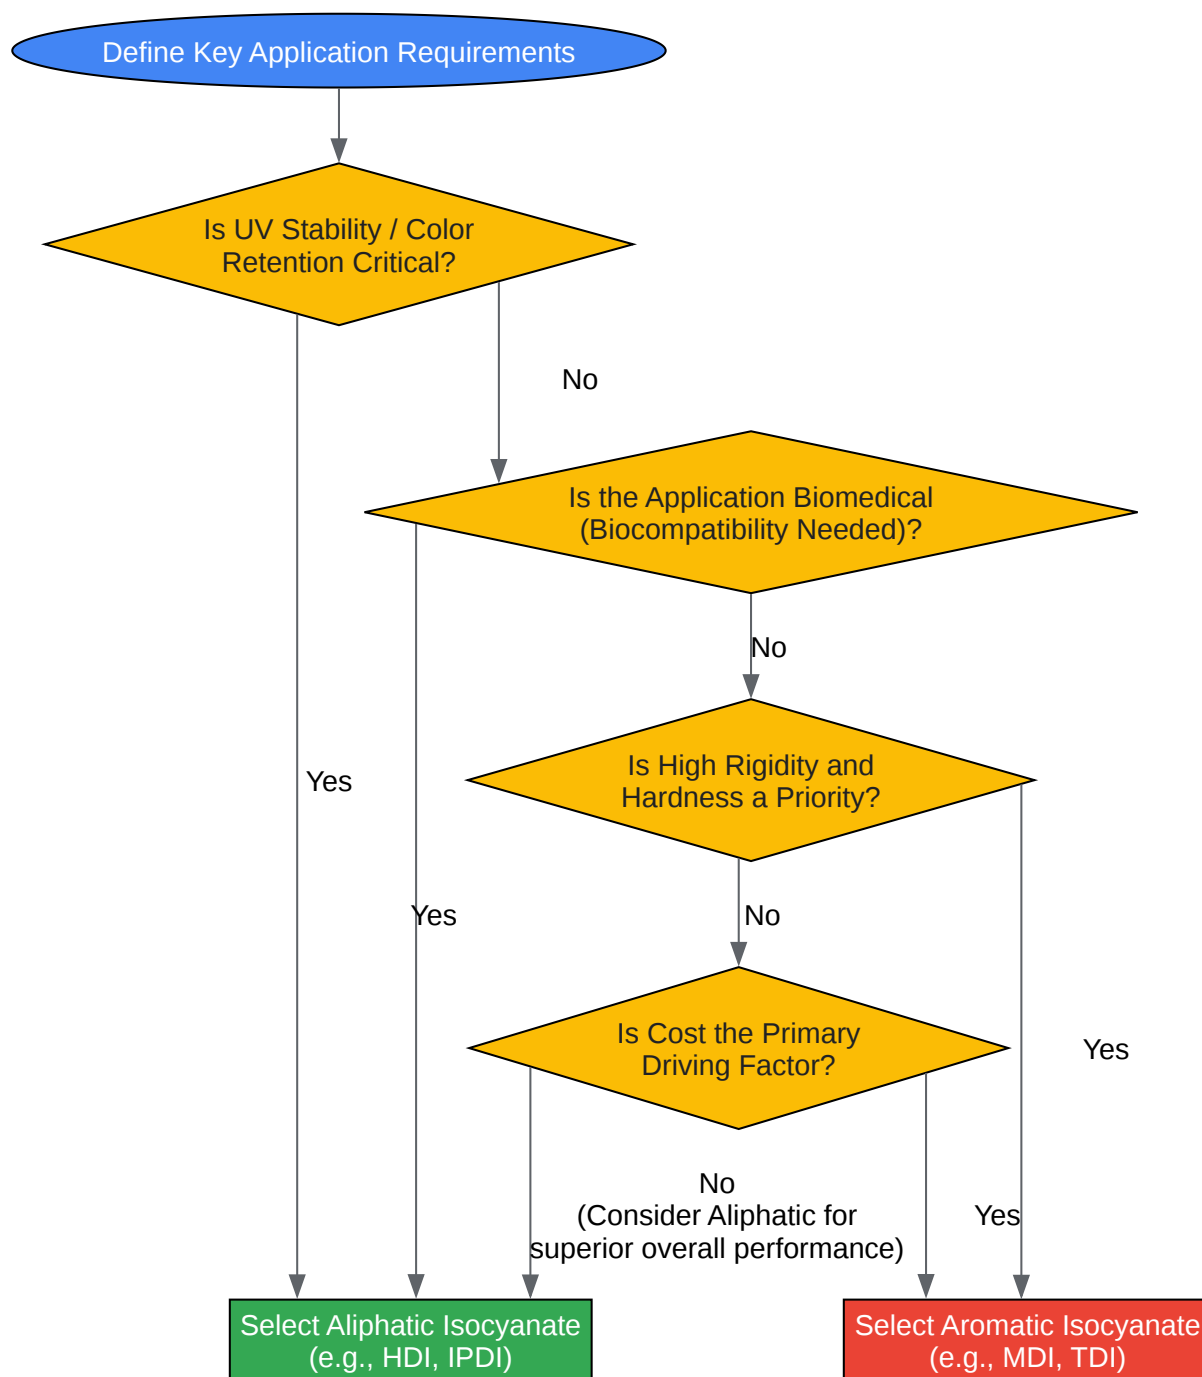 Define Key Application Requirements
Is UV Stability / Color
Retention Critical?
No
Is the Application Biomedical
(Biocompatibility Needed)?
No
Is High Rigidity and
Hardness a Priority?
Yes
Yes
No
Is Cost the Primary
Driving Factor?
Yes
No
(Consider Aliphatic for
superior overall performance)
Yes
Select Aliphatic Isocyanate
(e.g., HDI, IPDI)
Select Aromatic Isocyanate
(e.g., MDI, TDI)